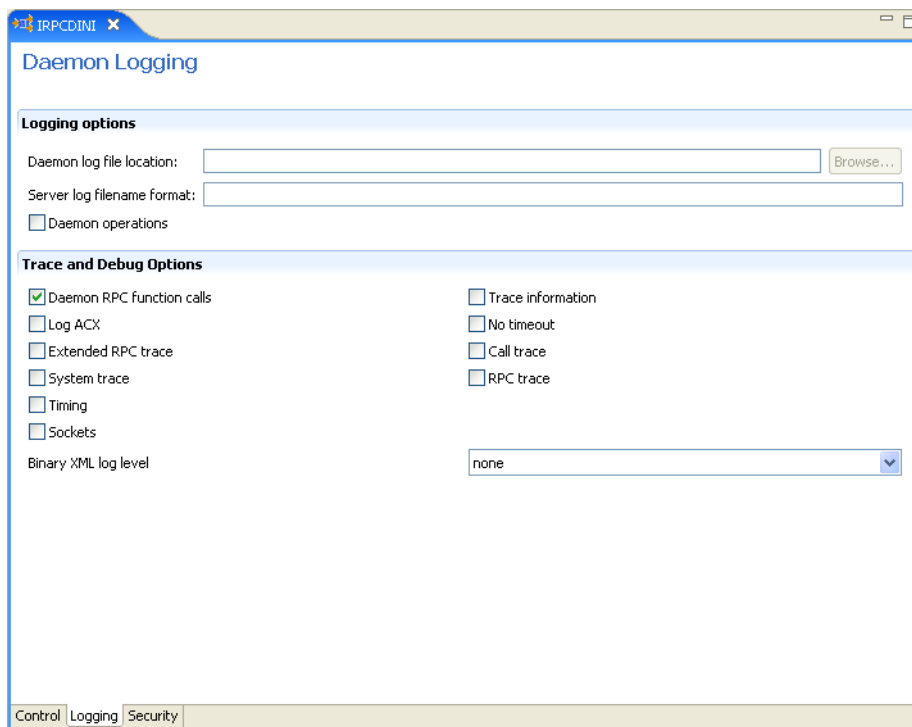 IRPCDINI
Daemon Logging
Logging options
Daemon log file location: Browse...
Server log filename format:
Daemon operations
Trace and Debug Options
Daemon RPC function calls Trace information
Log ACX No timeout
Extended RPC trace Call trace
System trace RPC trace
Timing
Sockets
Binary XML log level none
Control Logging Security